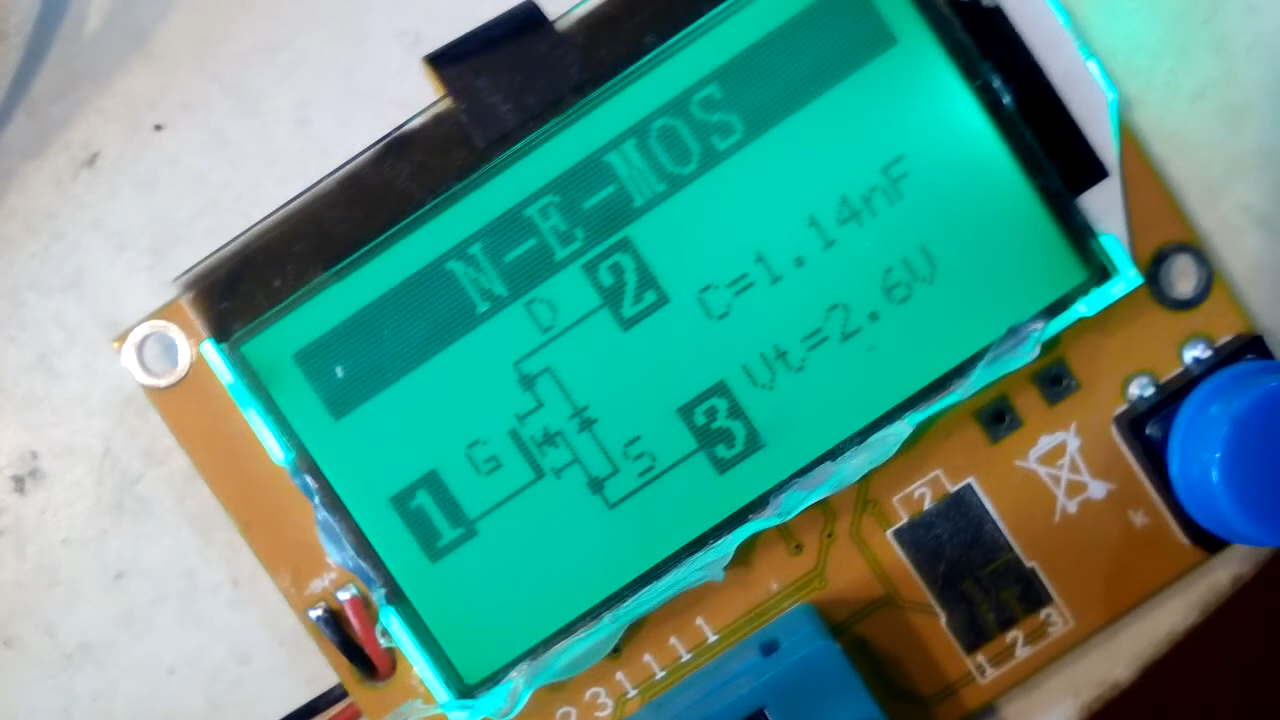 N-E-MOS
D 2 C=1.14nF
1 G S 3 Vt=2.6V
2
1 2 3
K
231111